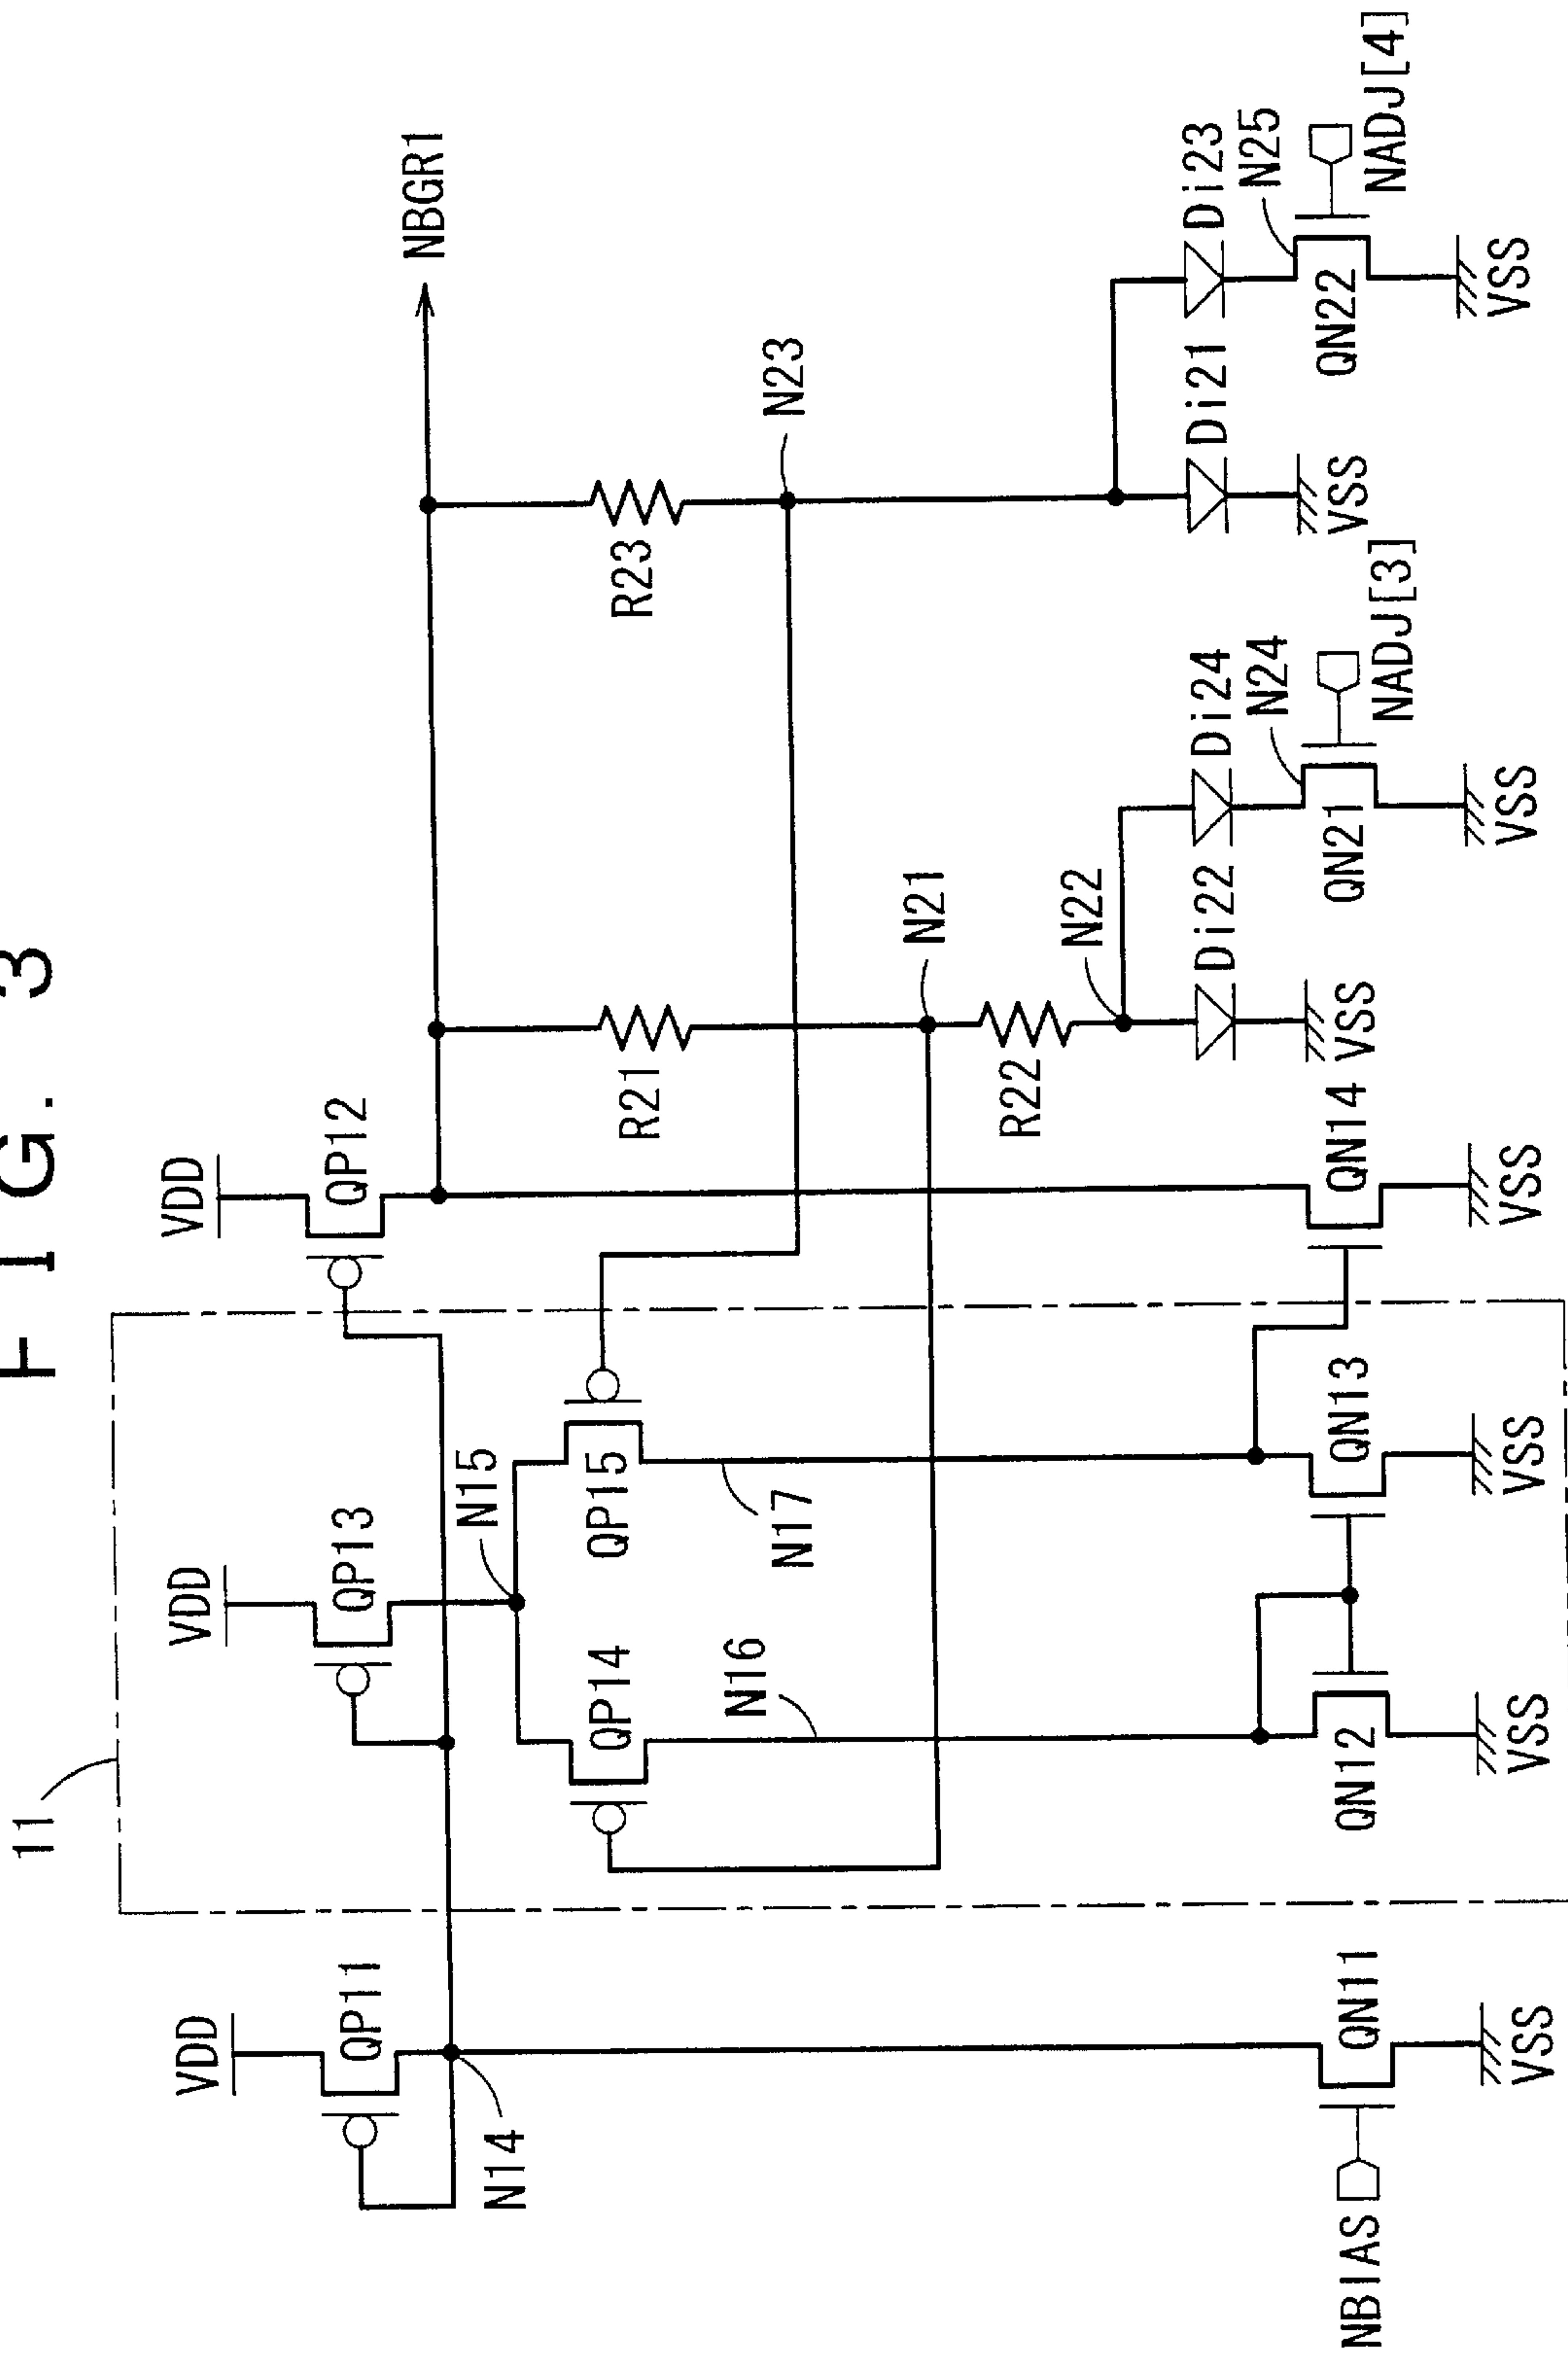 FIG. 3
11
VDD
QP11
N14
NBIAS
QN11
VSS
VDD
QP13
N15
QP14
QP15
N16
N17
QN12
VSS
QN13
VSS
VDD
QP12
QN14
VSS
NBGR1
R21
N21
R22
N22
Di22
VSS
Di24
N24
QN21
NADJ[3]
VSS
R23
N23
Di21
VSS
Di23
N25
QN22
NADJ[4]
VSS